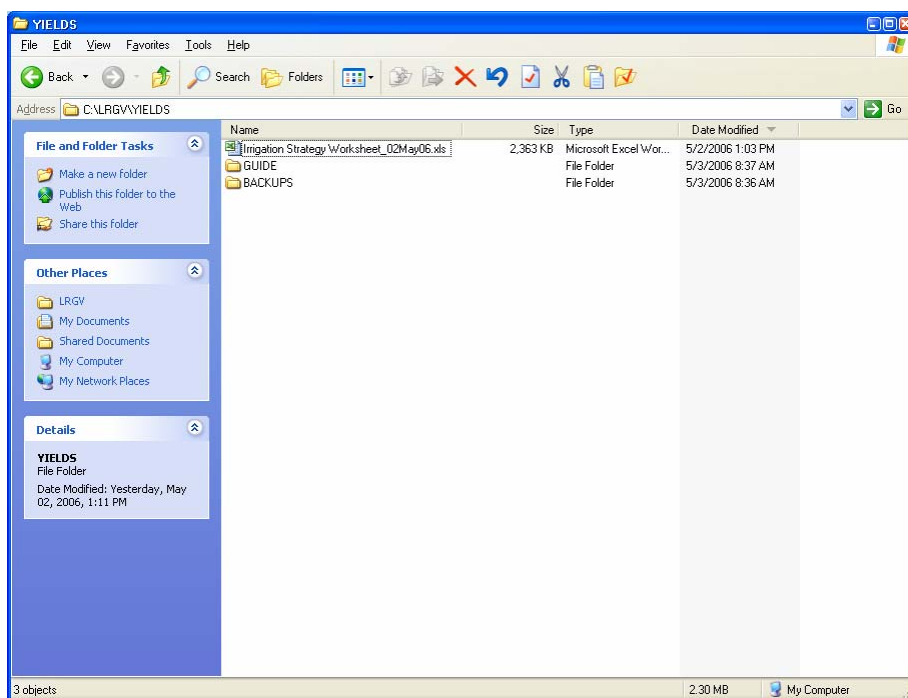 YIELDS
File Edit View Favorites Tools Help
Back Search Folders
Address C:\LRGV\YIELDS Go
File and Folder Tasks
Make a new folder
Publish this folder to the
Web
Share this folder
Other Places
LRGV
My Documents
Shared Documents
My Computer
My Network Places
Details
YIELDS
File Folder
Date Modified: Yesterday, May
02, 2006, 1:11 PM
Name Size Type Date Modified
Irrigation Strategy Worksheet_02May06.xls 2,363 KB Microsoft Excel Wor... 5/2/2006 1:03 PM
GUIDE File Folder 5/3/2006 8:37 AM
BACKUPS File Folder 5/3/2006 8:36 AM
3 objects 2.30 MB My Computer